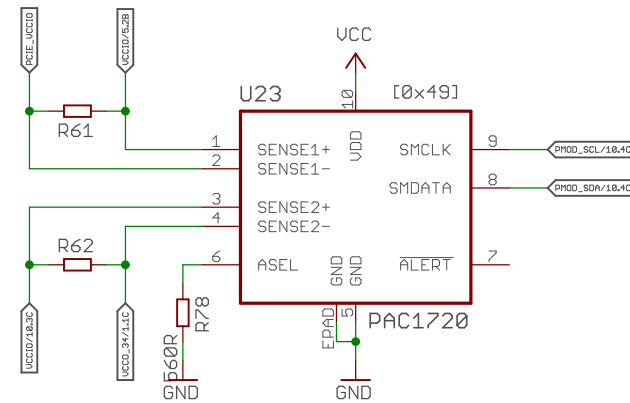 PCIE_VCCIO
VCCIO/5.2B
VCC
U23
[0x49]
10
R61
1
SENSE1+
VDD
SMCLK
9
PMOD_SCL/10.4C
2
SENSE1-
SMDATA
8
PMOD_SDA/10.4C
3
SENSE2+
4
SENSE2-
R62
6
ASEL
GND
GND
ALERT
7
R78
560R
EPAD
5
PAC1720
VCCIO/10.3C
VCCO_34/1.1C
GND
GND